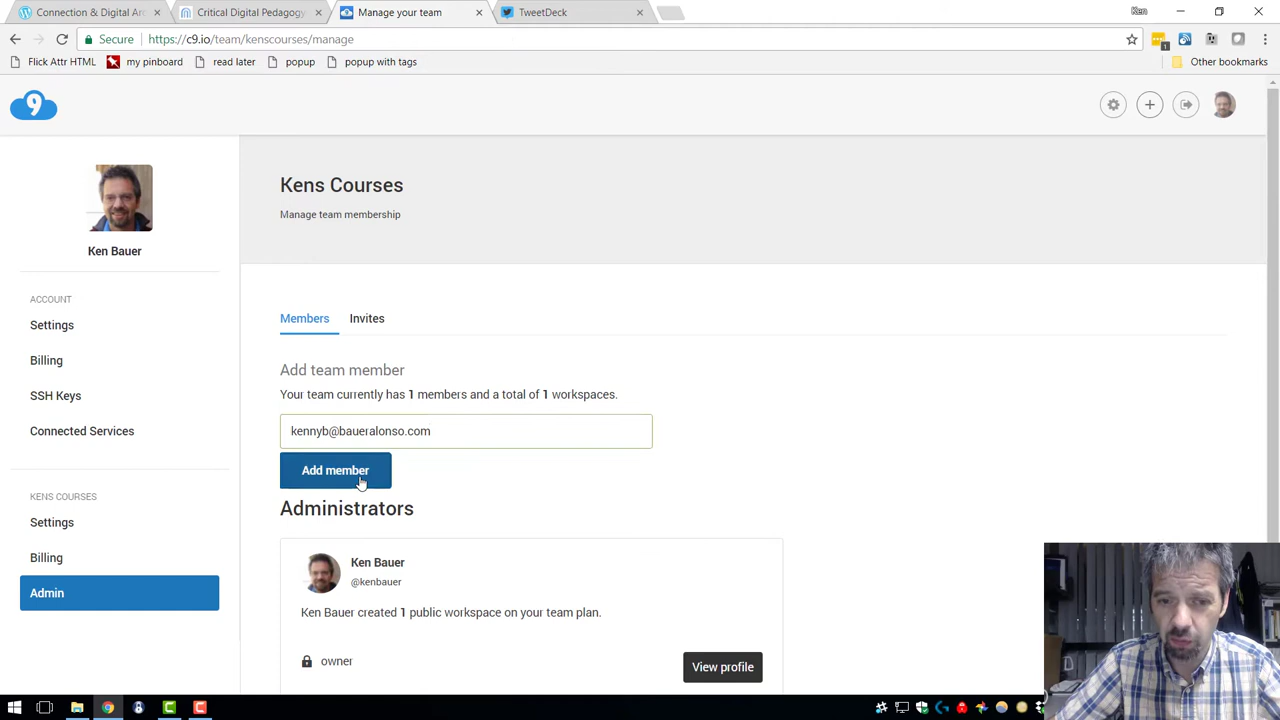 Connection & Digital Ar
Critical Digital Pedagogy
Manage your team
TweetDeck
Ken
Secure
https://c9.io/team/kenscourses/manage
1
Flick Attr HTML
my pinboard
read later
popup
popup with tags
Other bookmarks
9
Kens Courses
Manage team membership
Ken Bauer
ACCOUNT
Settings
Billing
SSH Keys
Connected Services
KENS COURSES
Settings
Billing
Admin
Members
Invites
Add team member
Your team currently has 1 members and a total of 1 workspaces.
kennyb@baueralonso.com
Add member
Administrators
Ken Bauer
@kenbauer
Ken Bauer created 1 public workspace on your team plan.
owner
View profile